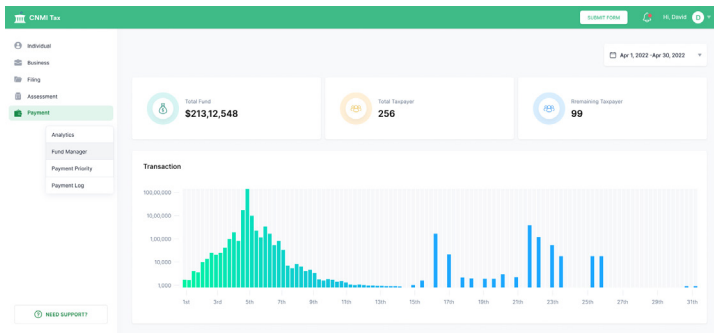 CNMI Tax
SUBMIT FORM
Hi, David
D
Individual
Business
Filing
Assessment
Payment
Analytics
Fund Manager
Payment Priority
Payment Log
NEED SUPPORT?
Apr 1, 2022 -Apr 30, 2022
Total Fund
$213,12,548
Total Taxpayer
256
Rremaining Taxpayer
99
Transaction
100,00,000
10,00,000
1,00,000
10,000
1,000
1st 3rd 5th 7th 9th 11th 13th 15th 17th 19th 21th 23th 25th 27th 29th 31th